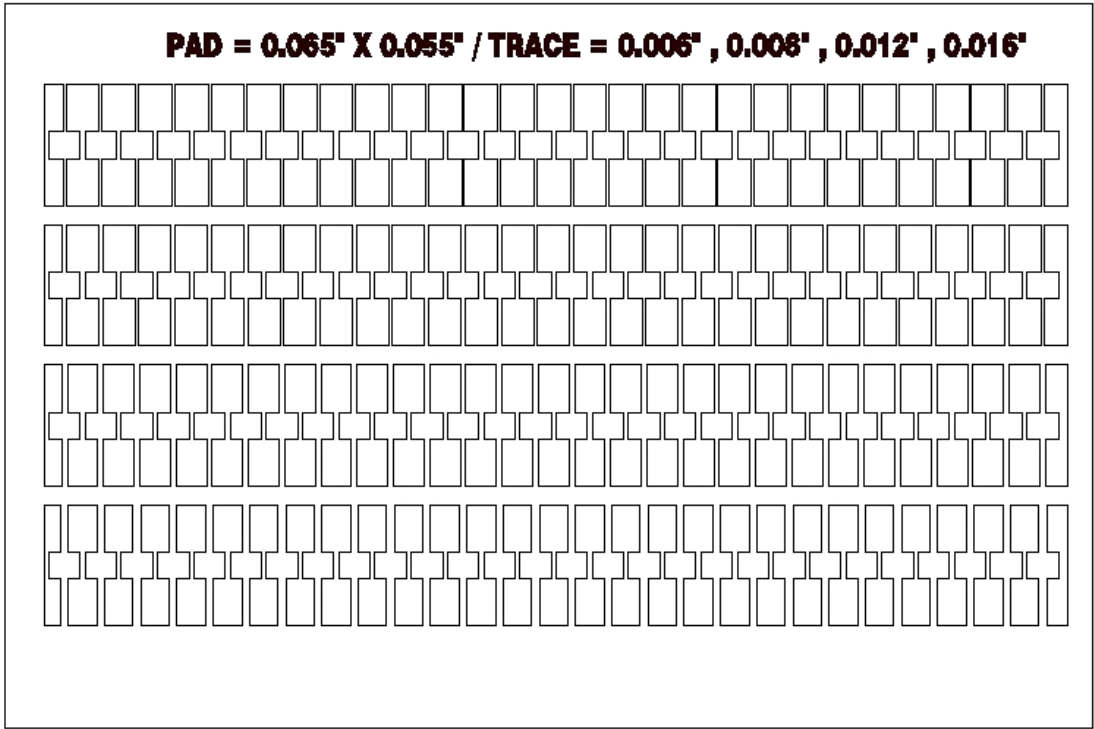 PAD = 0.065" X 0.055" / TRACE = 0.006" , 0.008" , 0.012" , 0.016"